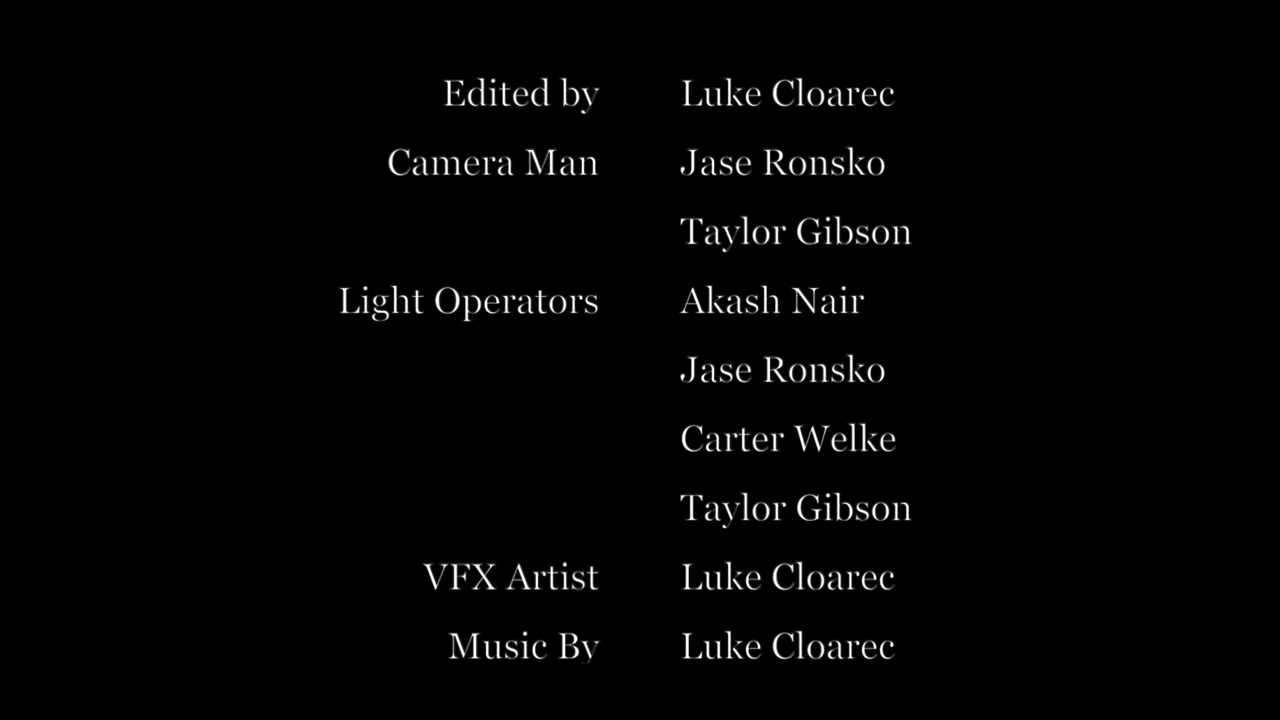 Edited by Luke Cloarec
Camera Man Jase Ronsko
Taylor Gibson
Light Operators Akash Nair
Jase Ronsko
Carter Welke
Taylor Gibson
VFX Artist Luke Cloarec
Music By Luke Cloarec